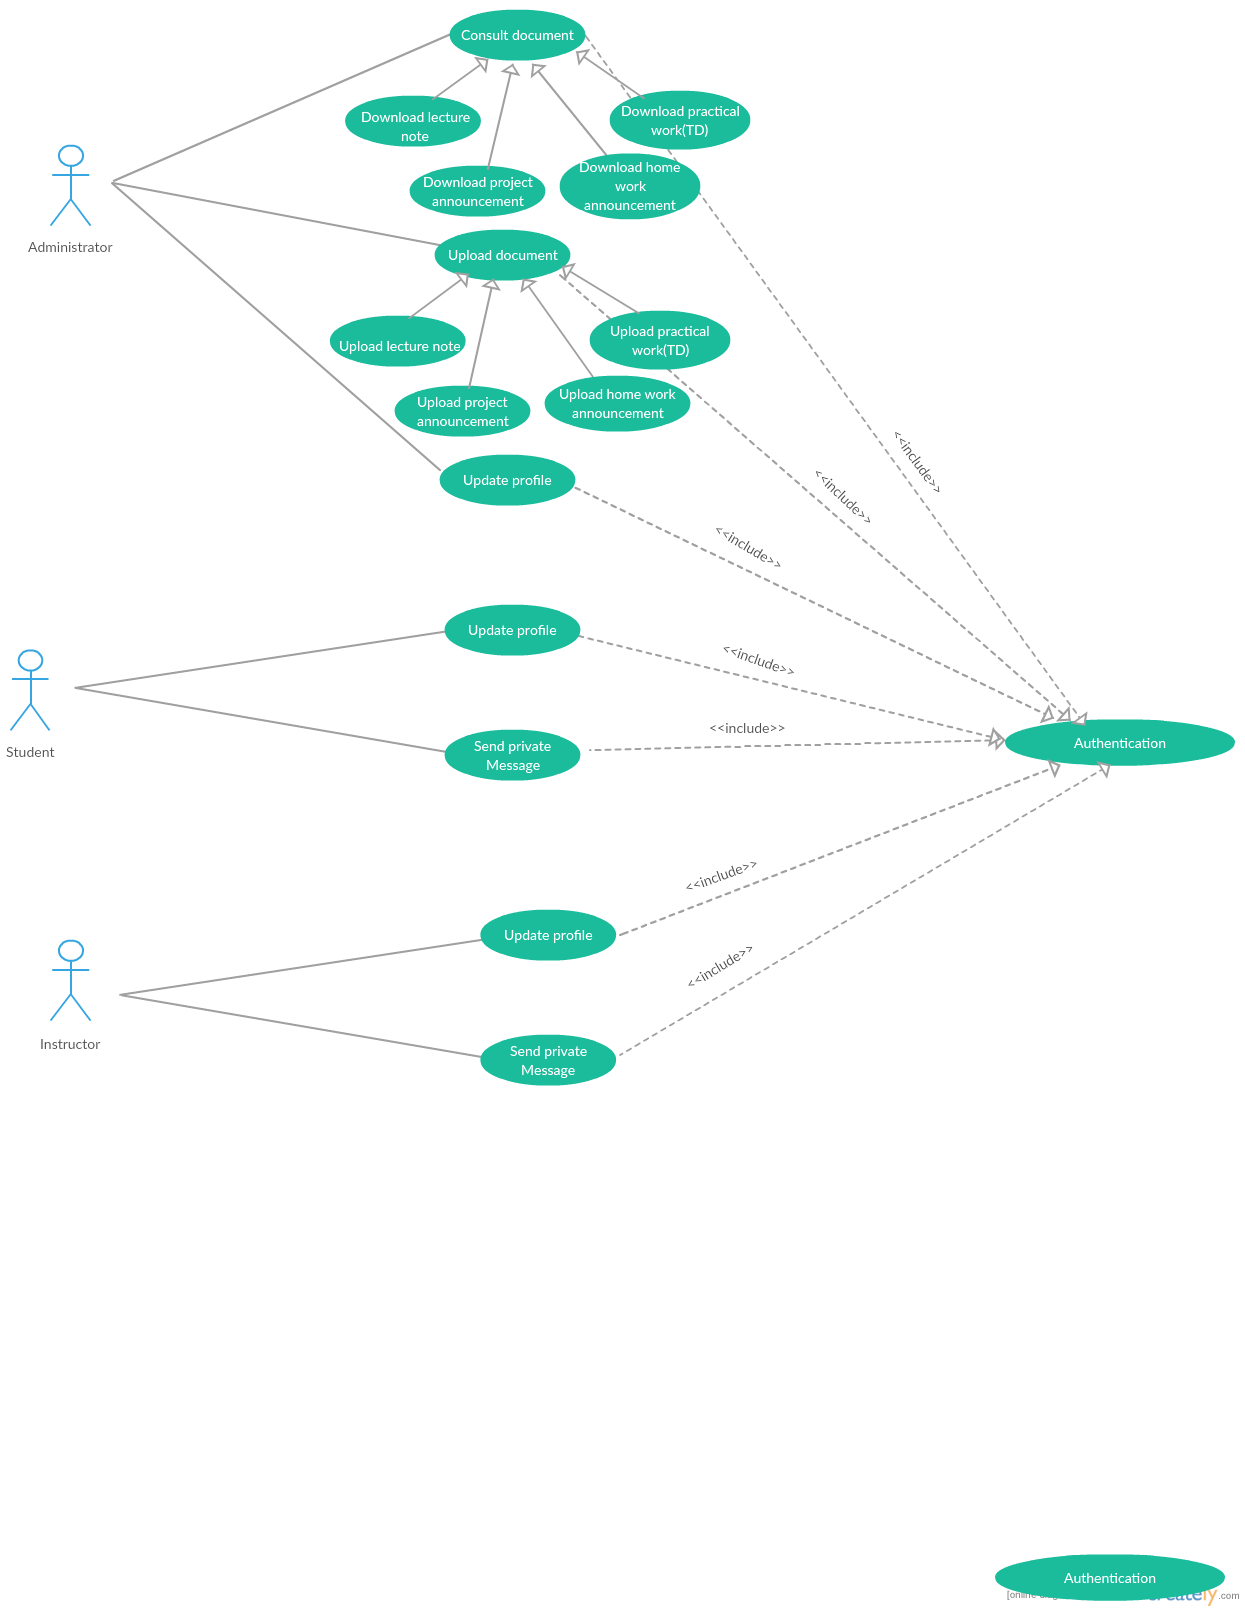 Consult document
Download lecture
note
Download practical
work(TD)
Download project
announcement
Download home
work
announcement
Administrator
Upload document
Upload lecture note
Upload practical
work(TD)
Upload project
announcement
Upload home work
announcement
Update profile
<<include>>
<<include>>
<<include>>
Update profile
<<include>>
Student
Send private
Message
<<include>>
Authentication
Update profile
<<include>>
Instructor
Send private
Message
<<include>>
Authentication
[online creately.com